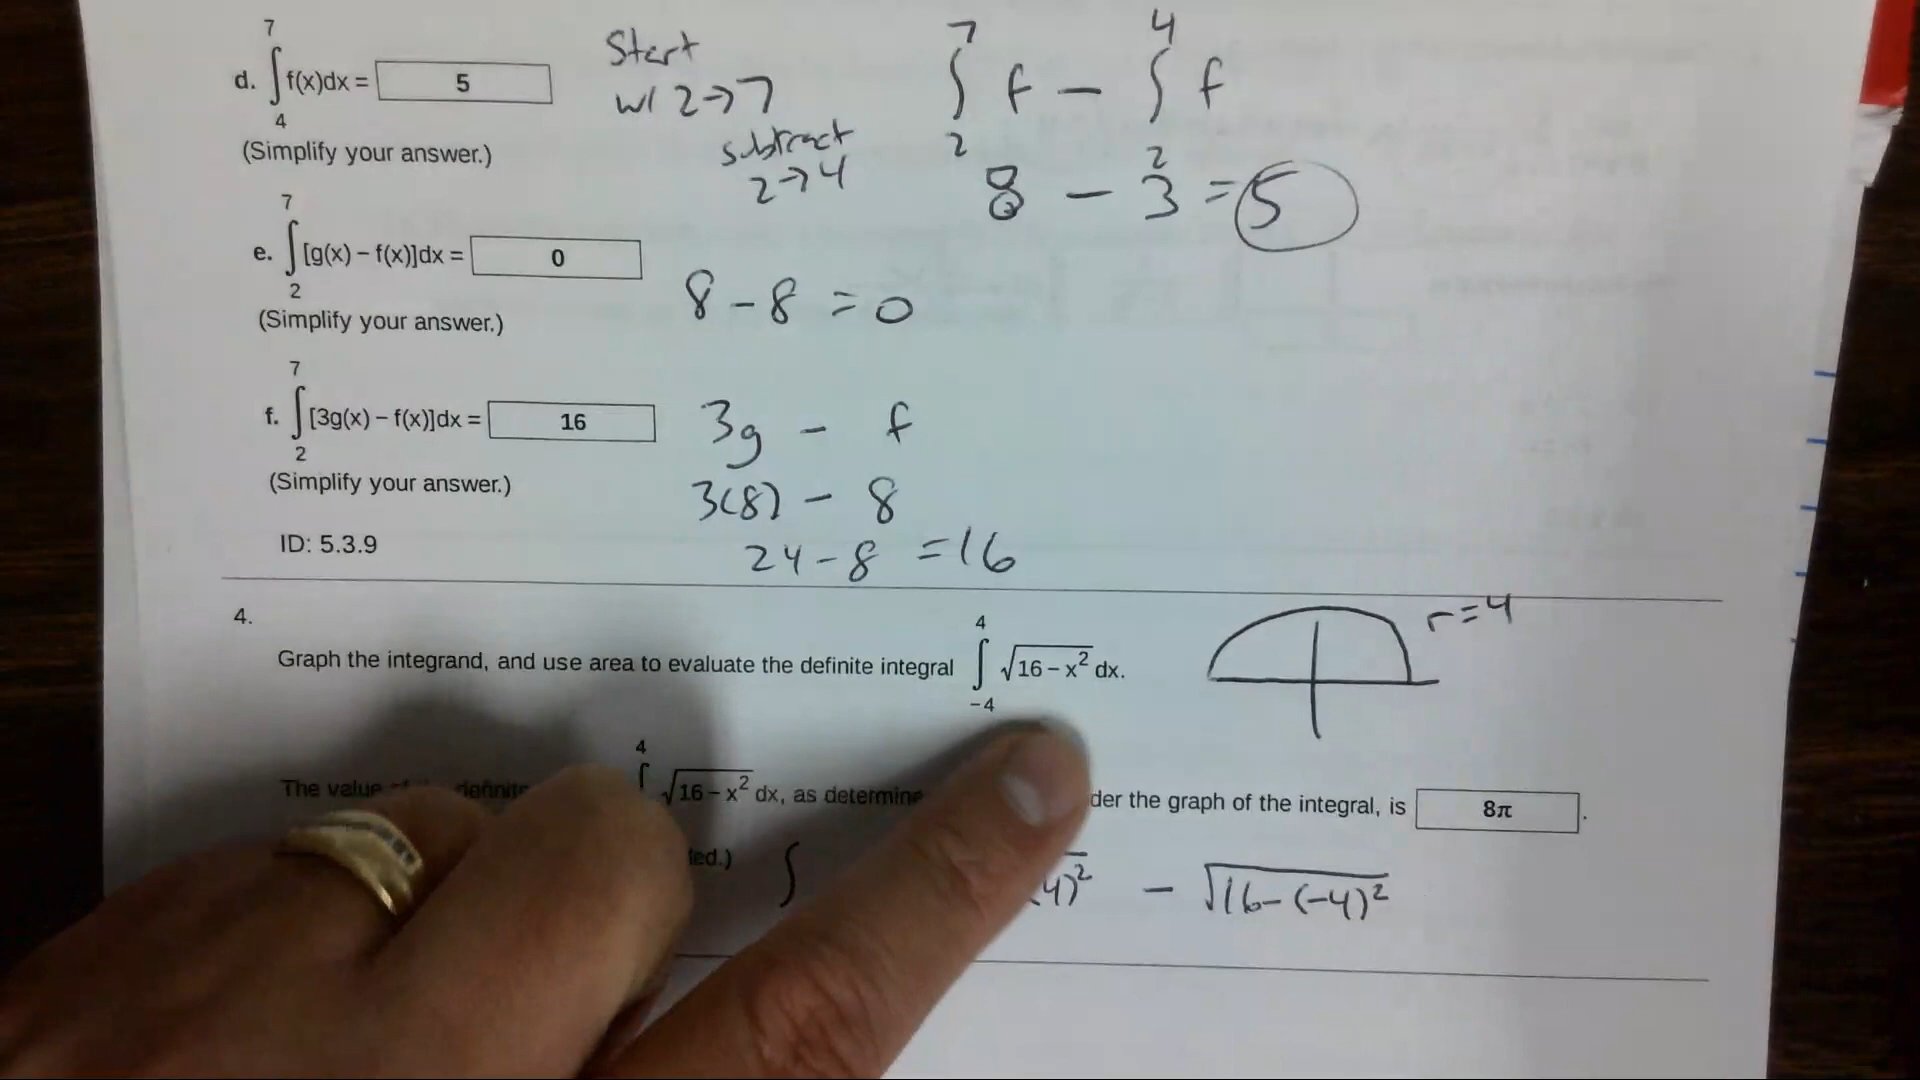 7
d. ∫ f(x)dx = 5
4
(Simplify your answer.)
Start
w/ 2→7
subtract
2→4
7 4
∫ f − ∫ f
2 2
8 − 3 = 5
7
e. ∫ [g(x) − f(x)]dx = 0
2
(Simplify your answer.)
8 − 8 = 0
7
f. ∫ [3g(x) − f(x)]dx = 16
2
(Simplify your answer.)
3g − f
3(8) − 8
24 − 8 = 16
ID: 5.3.9
4.
4
Graph the integrand, and use area to evaluate the definite integral ∫ √16 − x² dx.
−4
r=4
4
The value definite ∫ √16 − x² dx, as determine der the graph of the integral, is 8π.
ed.) ∫ 4)² − √16−(−4)²